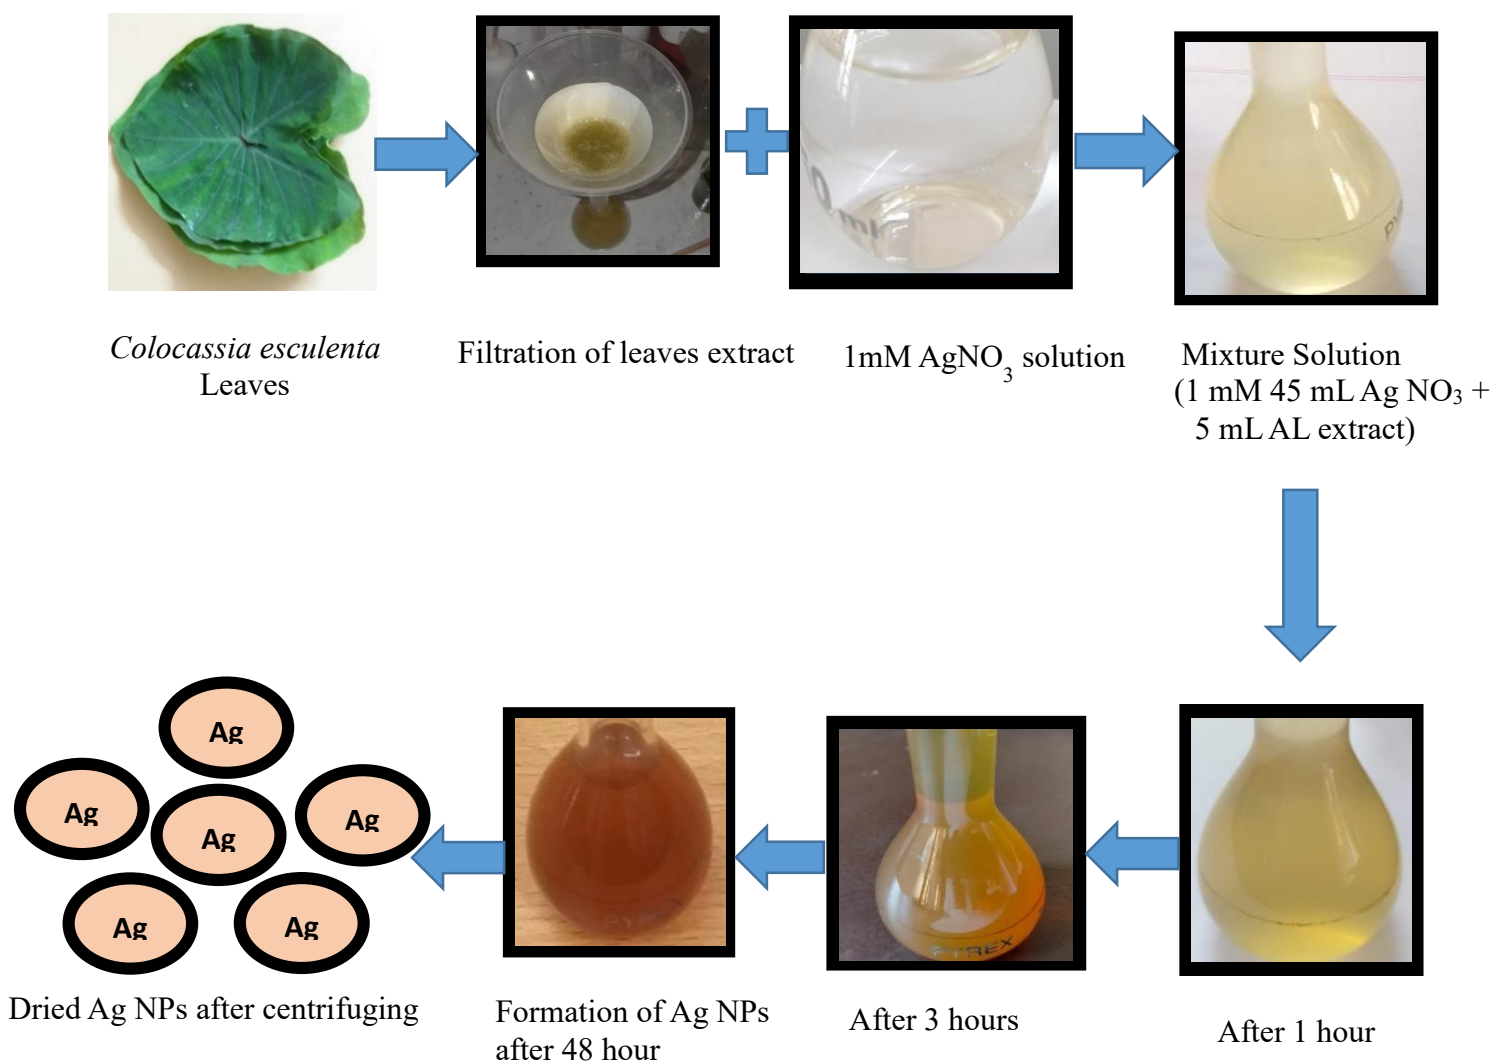 Colocassia esculenta
Leaves
Filtration of leaves extract
1mM AgNO₃ solution
Mixture Solution
(1 mM 45 mL Ag NO₃ +
5 mL AL extract)
Ag
Ag
Ag
Ag
Ag
Ag
PYREX
Dried Ag NPs after centrifuging
Formation of Ag NPs
after 48 hour
After 3 hours
After 1 hour